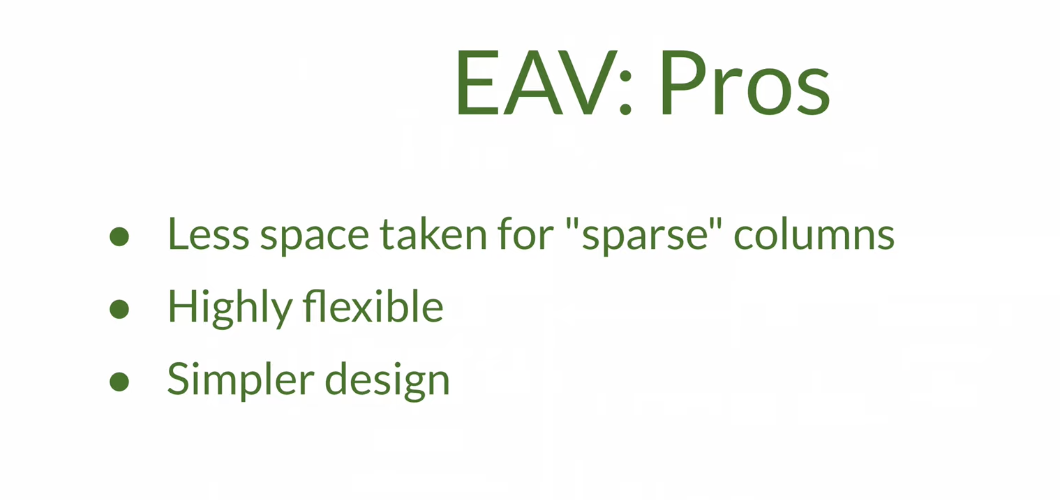 EAV: Pros
● Less space taken for "sparse" columns
● Highly flexible
● Simpler design